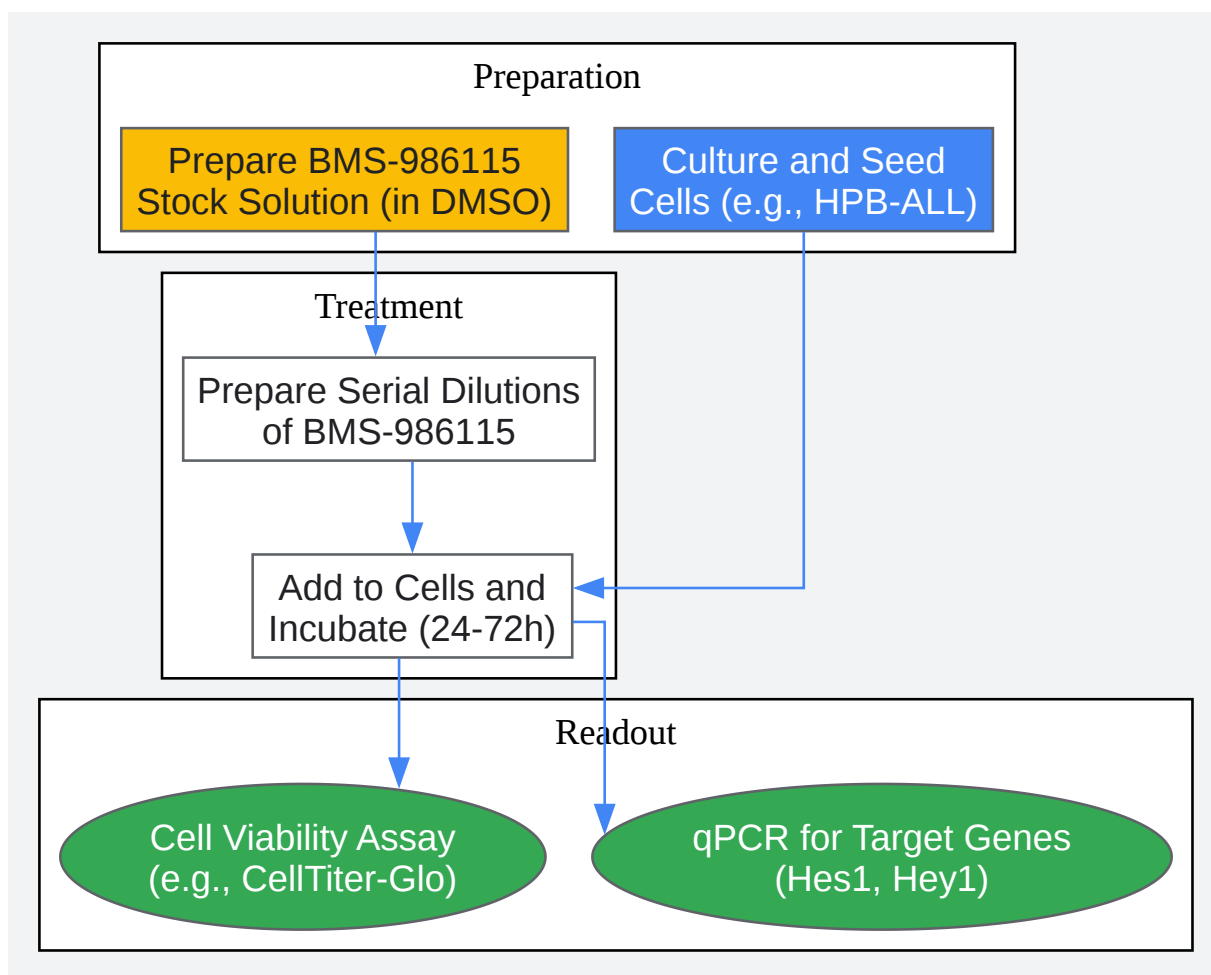 Preparation
Prepare BMS-986115
Stock Solution (in DMSO)
Culture and Seed
Cells (e.g., HPB-ALL)
Treatment
Prepare Serial Dilutions
of BMS-986115
Add to Cells and
Incubate (24-72h)
Readout
Cell Viability Assay
(e.g., CellTiter-Glo)
qPCR for Target Genes
(Hes1, Hey1)